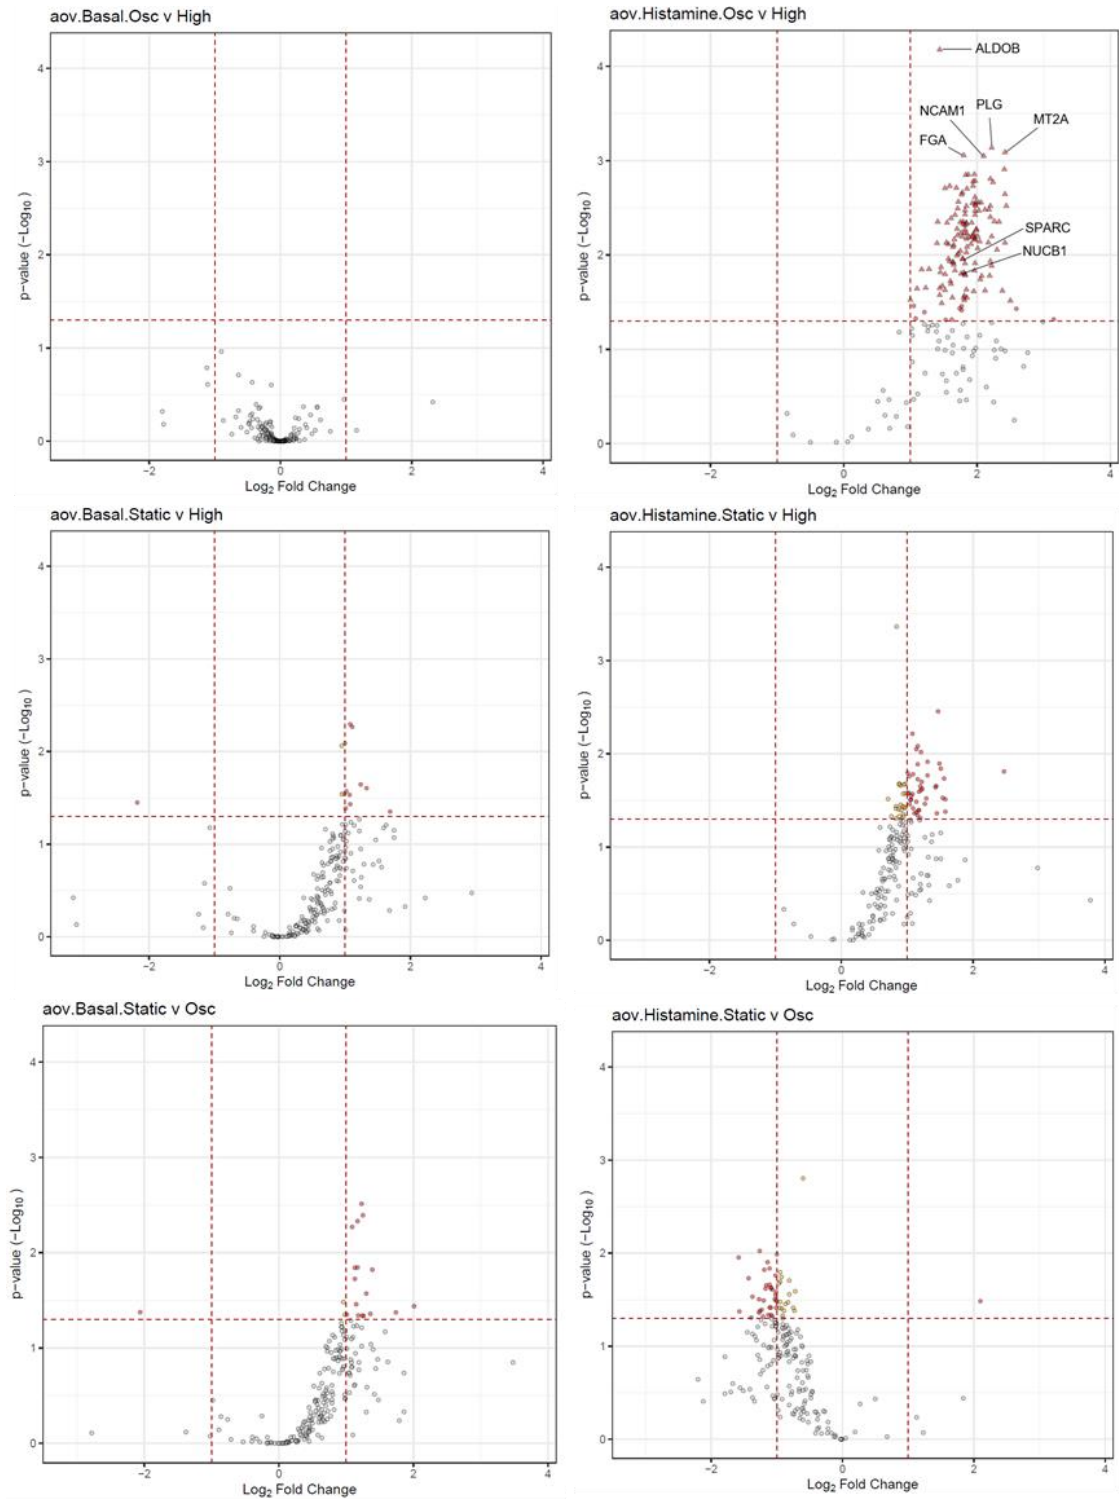 aov.Basal.Osc v High
4
3
2
1
0
p-value (-Log10)
-2 0 2 4
Log2 Fold Change
aov.Histamine.Osc v High
ALDOB
NCAM1 PLG MT2A
FGA
SPARC
NUCB1
4
3
2
1
0
p-value (-Log10)
-2 0 2 4
Log2 Fold Change
aov.Basal.Static v High
4
3
2
1
0
p-value (-Log10)
-2 0 2 4
Log2 Fold Change
aov.Histamine.Static v High
4
3
2
1
0
p-value (-Log10)
-2 0 2 4
Log2 Fold Change
aov.Basal.Static v Osc
4
3
2
1
0
p-value (-Log10)
-2 0 2 4
Log2 Fold Change
aov.Histamine.Static v Osc
4
3
2
1
0
p-value (-Log10)
-2 0 2 4
Log2 Fold Change